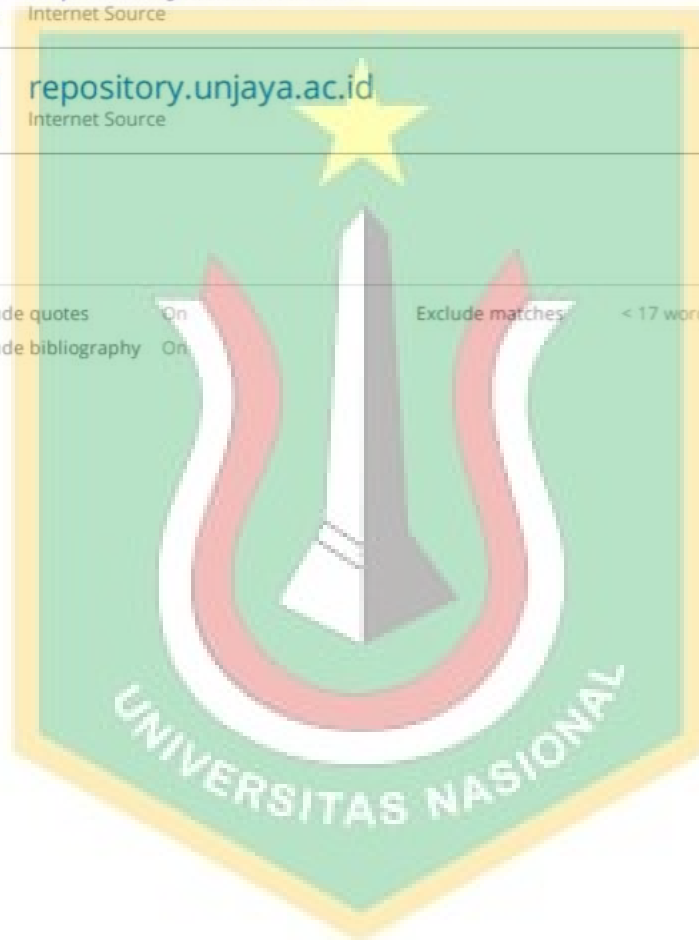 Internet Source
repository.unjaya.ac.id
Internet Source
de quotes On Exclude matches < 17 wor
de bibliography On
UNIVERSITAS NASIONAL